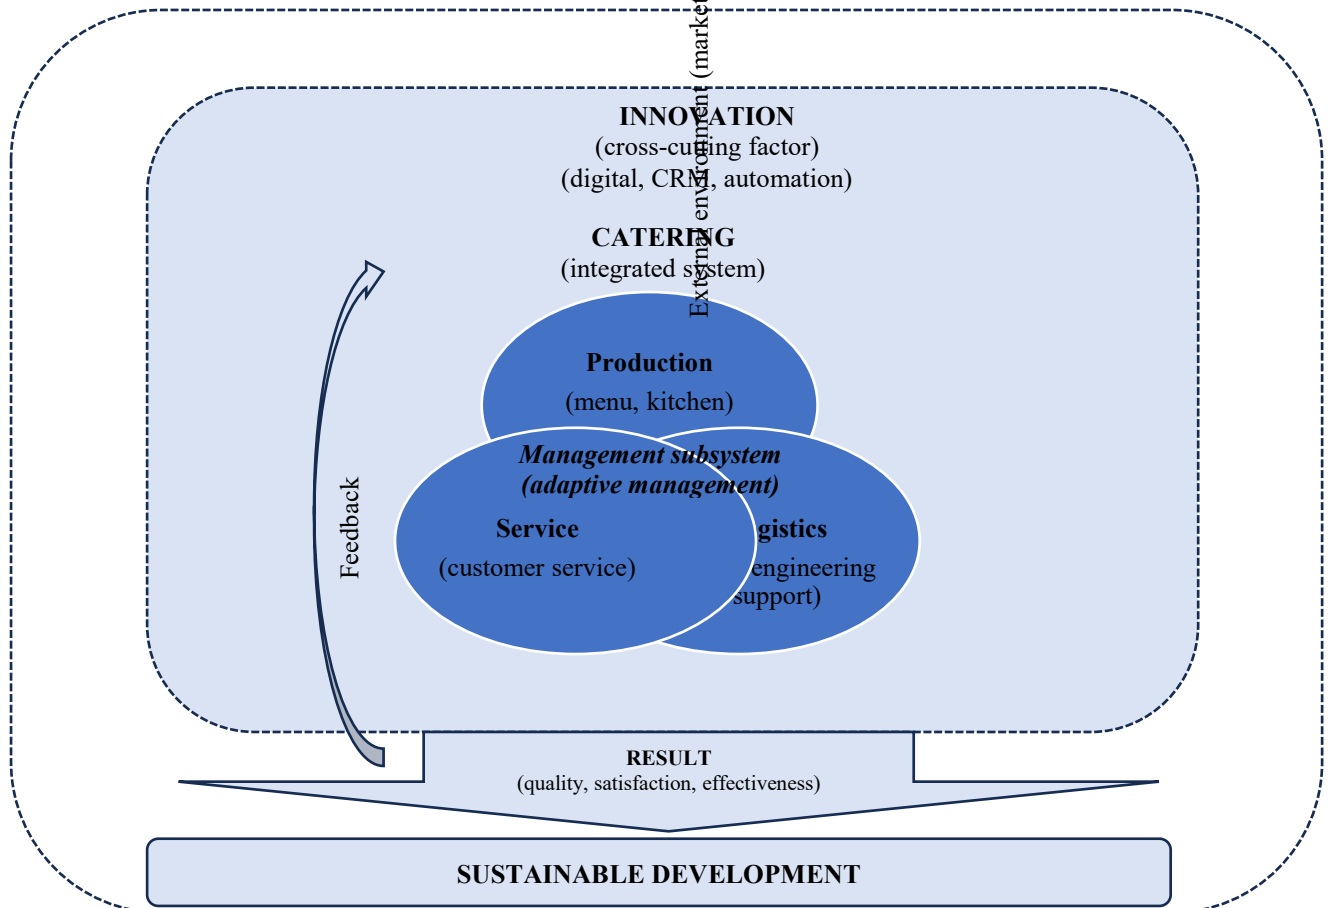 External environment (market
INNOVATION
(cross-cutting factor)
(digital, CRM, automation)
CATERING
(integrated system)
Production
(menu, kitchen)
Management subsystem
(adaptive management)
Service
gistics
(customer service)
engineering
support)
Feedback
RESULT
(quality, satisfaction, effectiveness)
SUSTAINABLE DEVELOPMENT